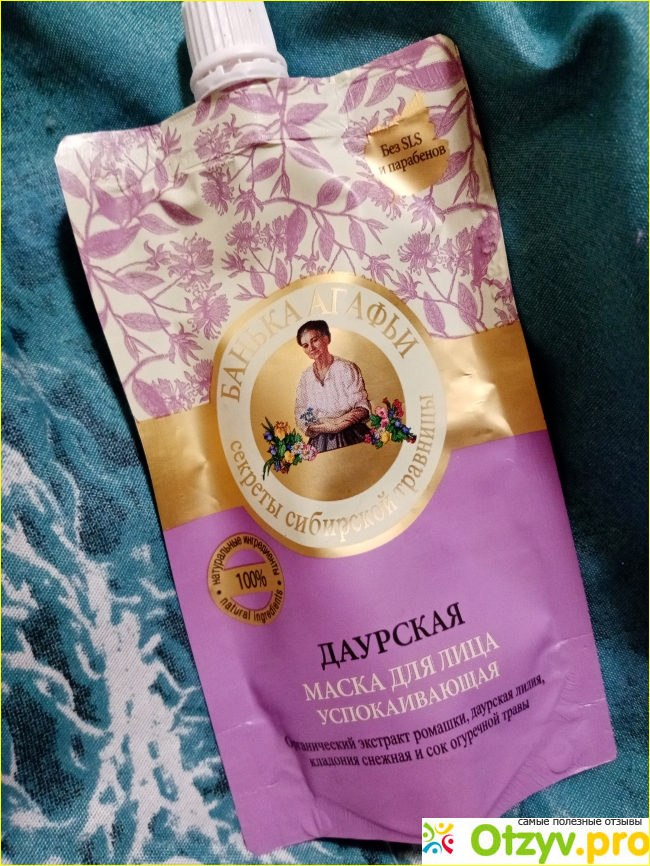 Без SLS
и парабенов
БАНЬКА АГАФЬИ
секреты сибирской травницы
натуральные ингредиенты
100%
natural ingredients
ДАУРСКАЯ
МАСКА ДЛЯ ЛИЦА
УСПОКАИВАЮЩАЯ
Органический экстракт ромашки, даурская лилия,
кладония снежная и сок огуречной травы
самые полезные отзывы
Otzyv.pro